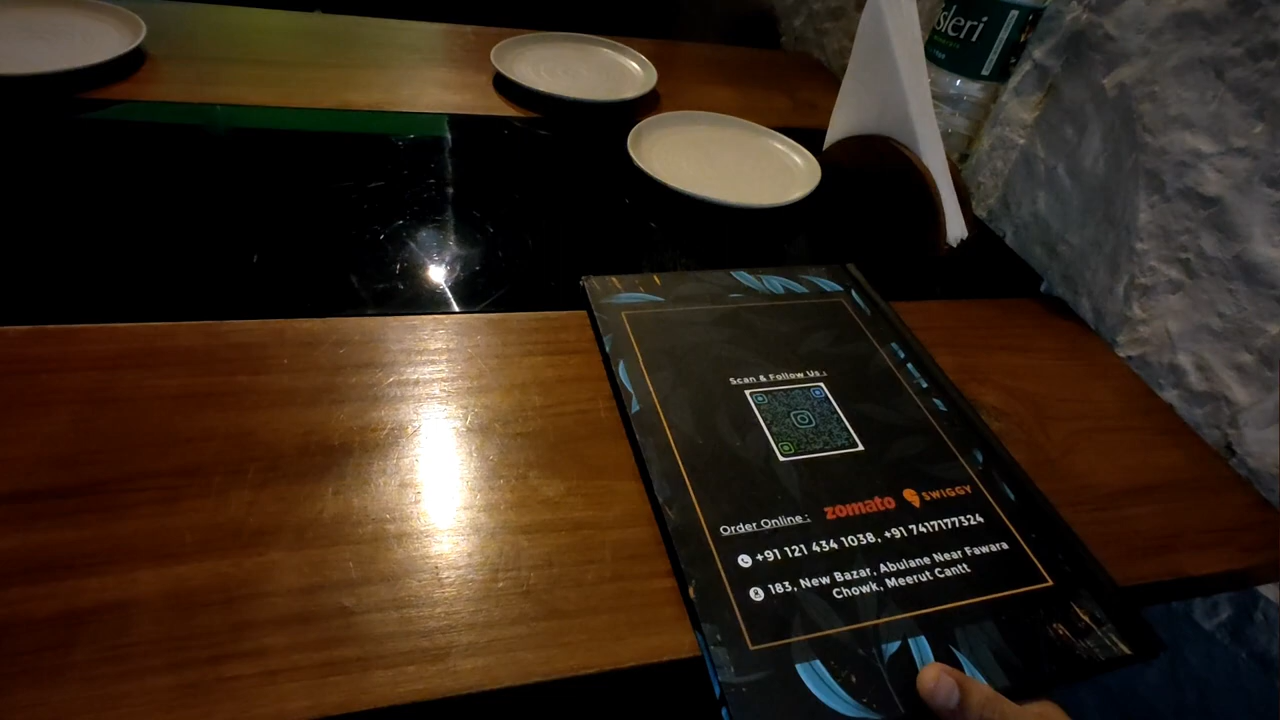 isleri
Scan & Follow Us :
Order Online : zomato SWIGGY
+91 121 434 1038, +91 7417177324
183, New Bazar, Abulane Near Fawara
Chowk, Meerut Cantt